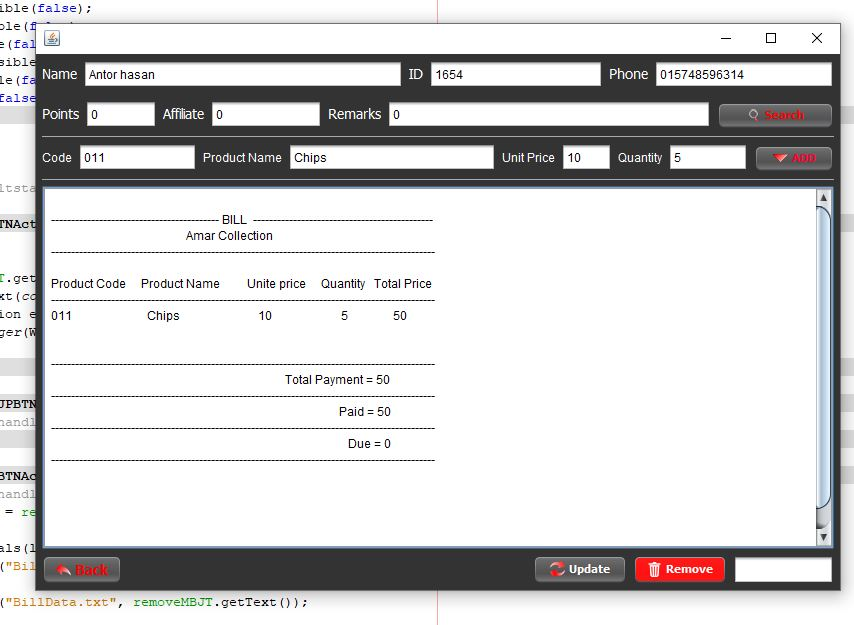 ible(false);
Name Antor hasan ID 1654 Phone 015748596314
Points 0 Affiliate 0 Remarks 0 Search
Code 011 Product Name Chips Unit Price 10 Quantity 5 ADD
BILL
Amar Collection
Product Code Product Name Unite price Quantity Total Price
011 Chips 10 5 50
Total Payment = 50
Paid = 50
Due = 0
Back Update Remove
("BillData.txt", removeMBJT.getText());